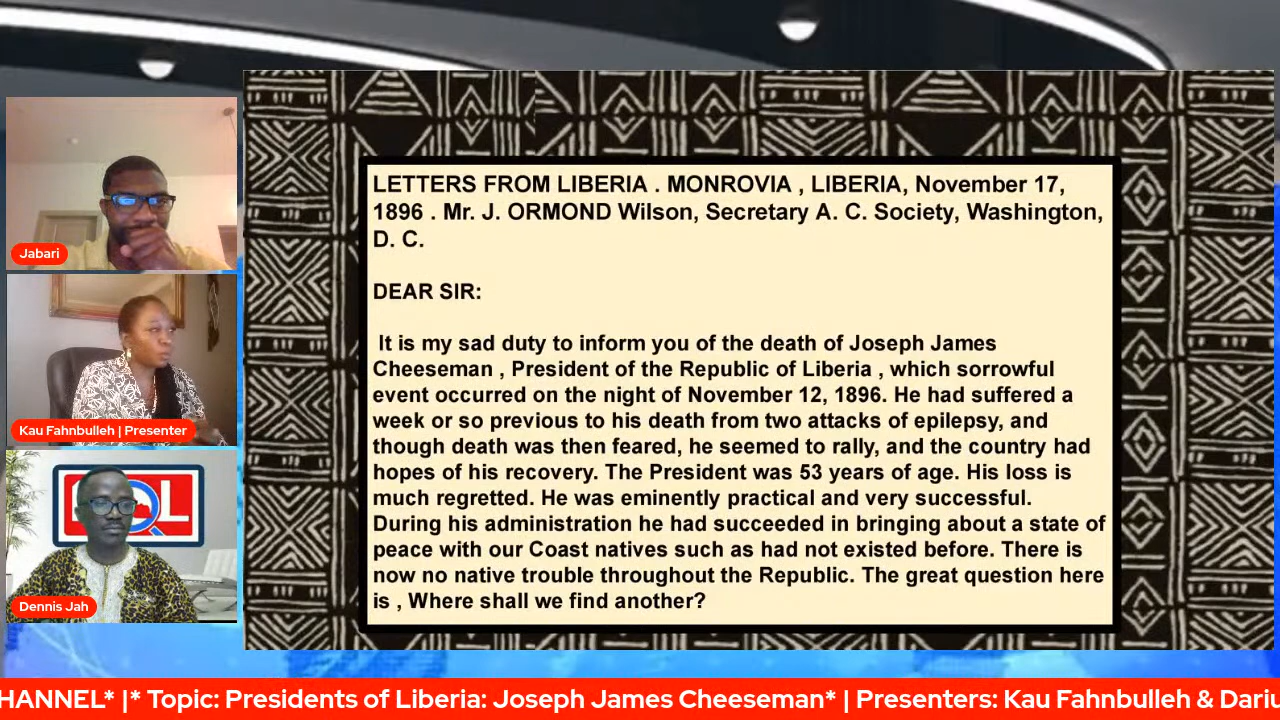 LETTERS FROM LIBERIA . MONROVIA , LIBERIA, November 17,
1896 . Mr. J. ORMOND Wilson, Secretary A. C. Society, Washington,
D. C.
DEAR SIR:
It is my sad duty to inform you of the death of Joseph James
Cheeseman , President of the Republic of Liberia , which sorrowful
event occurred on the night of November 12, 1896. He had suffered a
week or so previous to his death from two attacks of epilepsy, and
though death was then feared, he seemed to rally, and the country had
hopes of his recovery. The President was 53 years of age. His loss is
much regretted. He was eminently practical and very successful.
During his administration he had succeeded in bringing about a state of
peace with our Coast natives such as had not existed before. There is
now no native trouble throughout the Republic. The great question here
is , Where shall we find another?
Jabari
Kau Fahnbulleh | Presenter
Dennis Jah
HANNEL* |* Topic: Presidents of Liberia: Joseph James Cheeseman* | Presenters: Kau Fahnbulleh & Dariu